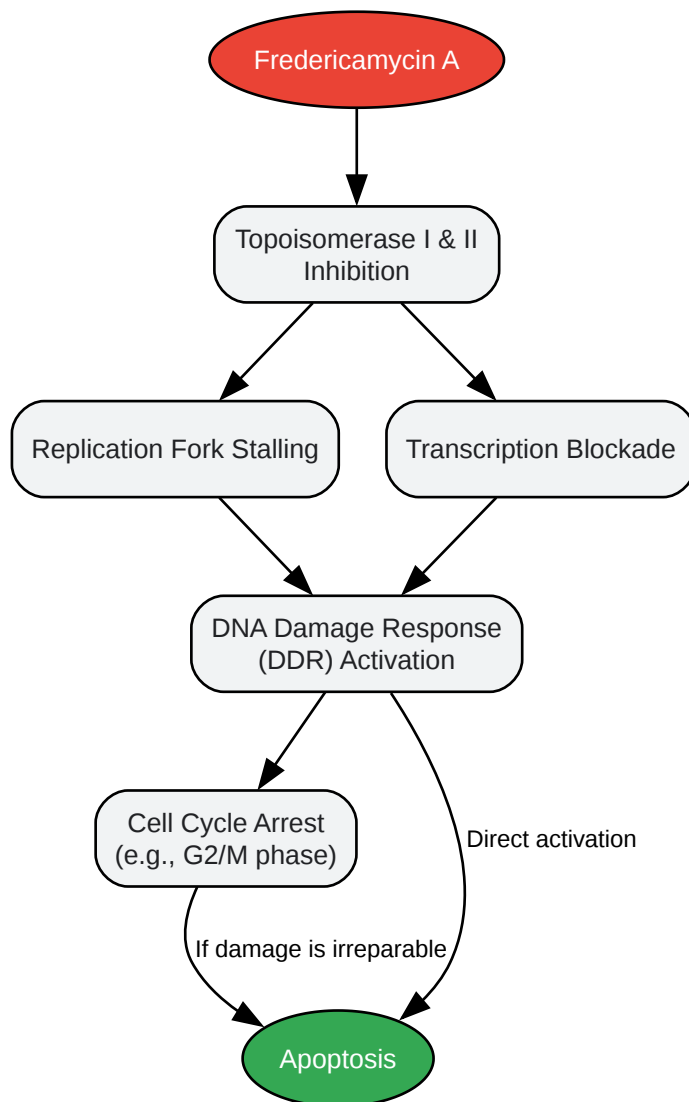 Fredericamycin A
Topoisomerase I & II
Inhibition
Replication Fork Stalling
Transcription Blockade
DNA Damage Response
(DDR) Activation
Cell Cycle Arrest
(e.g., G2/M phase)
Direct activation
If damage is irreparable
Apoptosis